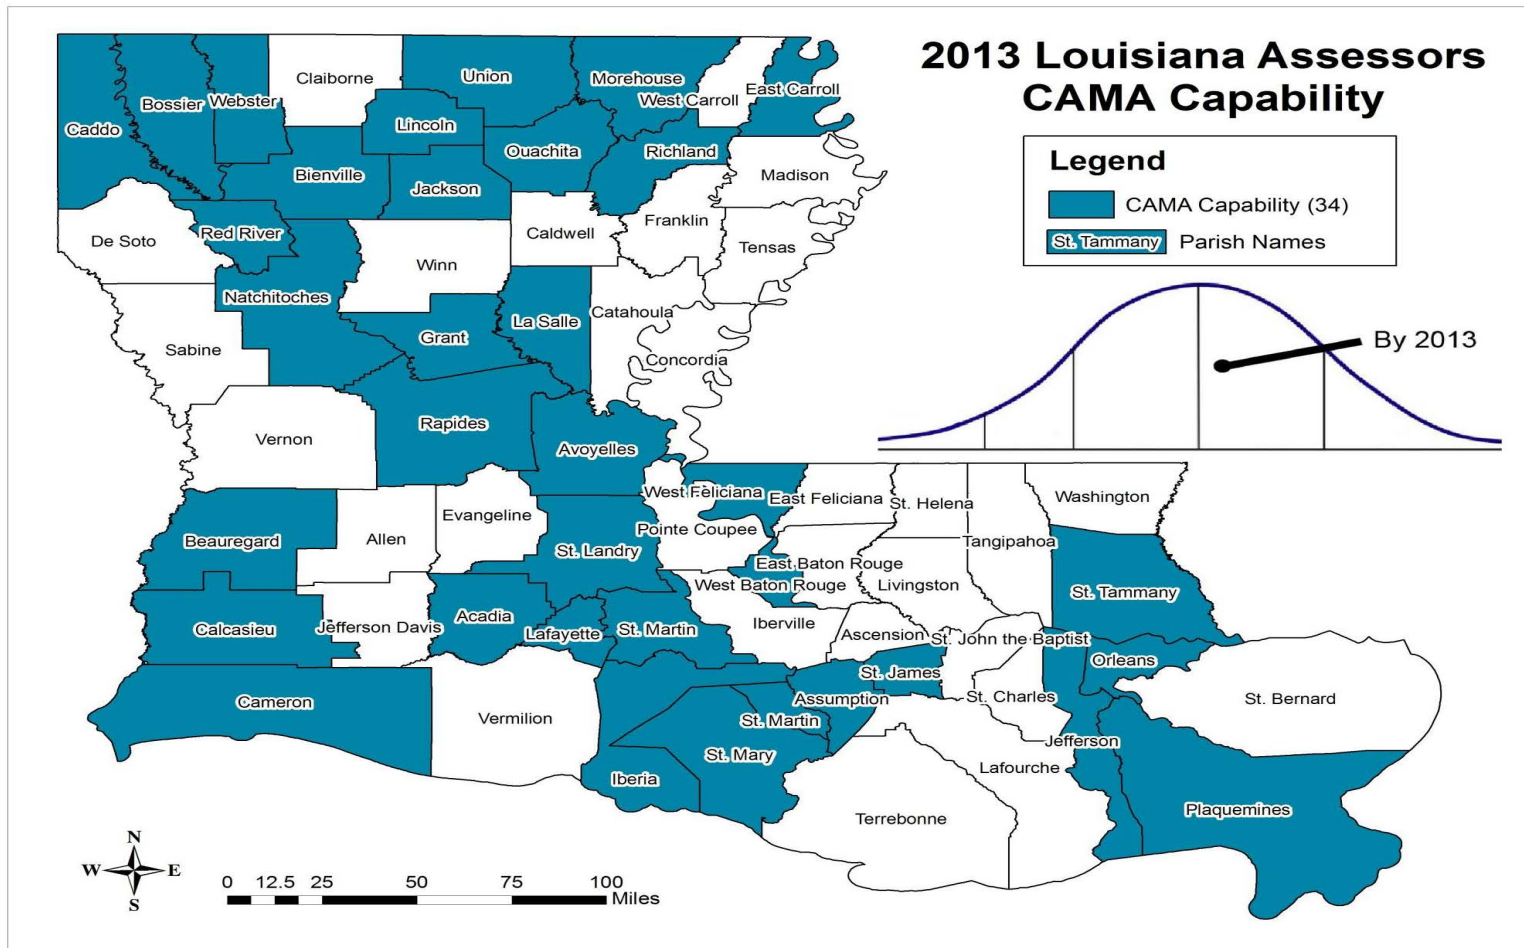 2013 Louisiana Assessors
CAMA Capability
Legend
CAMA Capability (34)
St. Tammany Parish Names
By 2013
Claiborne
Union
Morehouse
West Carroll
East Carroll
Caddo
Bossier
Webster
Lincoln
Ouachita
Richland
Madison
Bienville
Jackson
De Soto
Red River
Caldwell
Franklin
Tensas
Winn
Natchitoches
Grant
La Salle
Catahoula
Sabine
Concordia
Vernon
Rapides
Avoyelles
West Feliciana
East Feliciana
St. Helena
Washington
Evangeline
Pointe Coupee
Beauregard
Allen
St. Landry
Tangipahoa
East Baton Rouge
West Baton Rouge
Livingston
St. Tammany
Calcasieu
Jefferson Davis
Acadia
Lafayette
St. Martin
Iberville
Ascension
St. John the Baptist
Orleans
St. James
Cameron
Vermilion
Assumption
St. Charles
St. Bernard
St. Martin
St. Mary
Jefferson
Iberia
Lafourche
Terrebonne
Plaquemines
N
W E
S
0 12.5 25 50 75 100
Miles